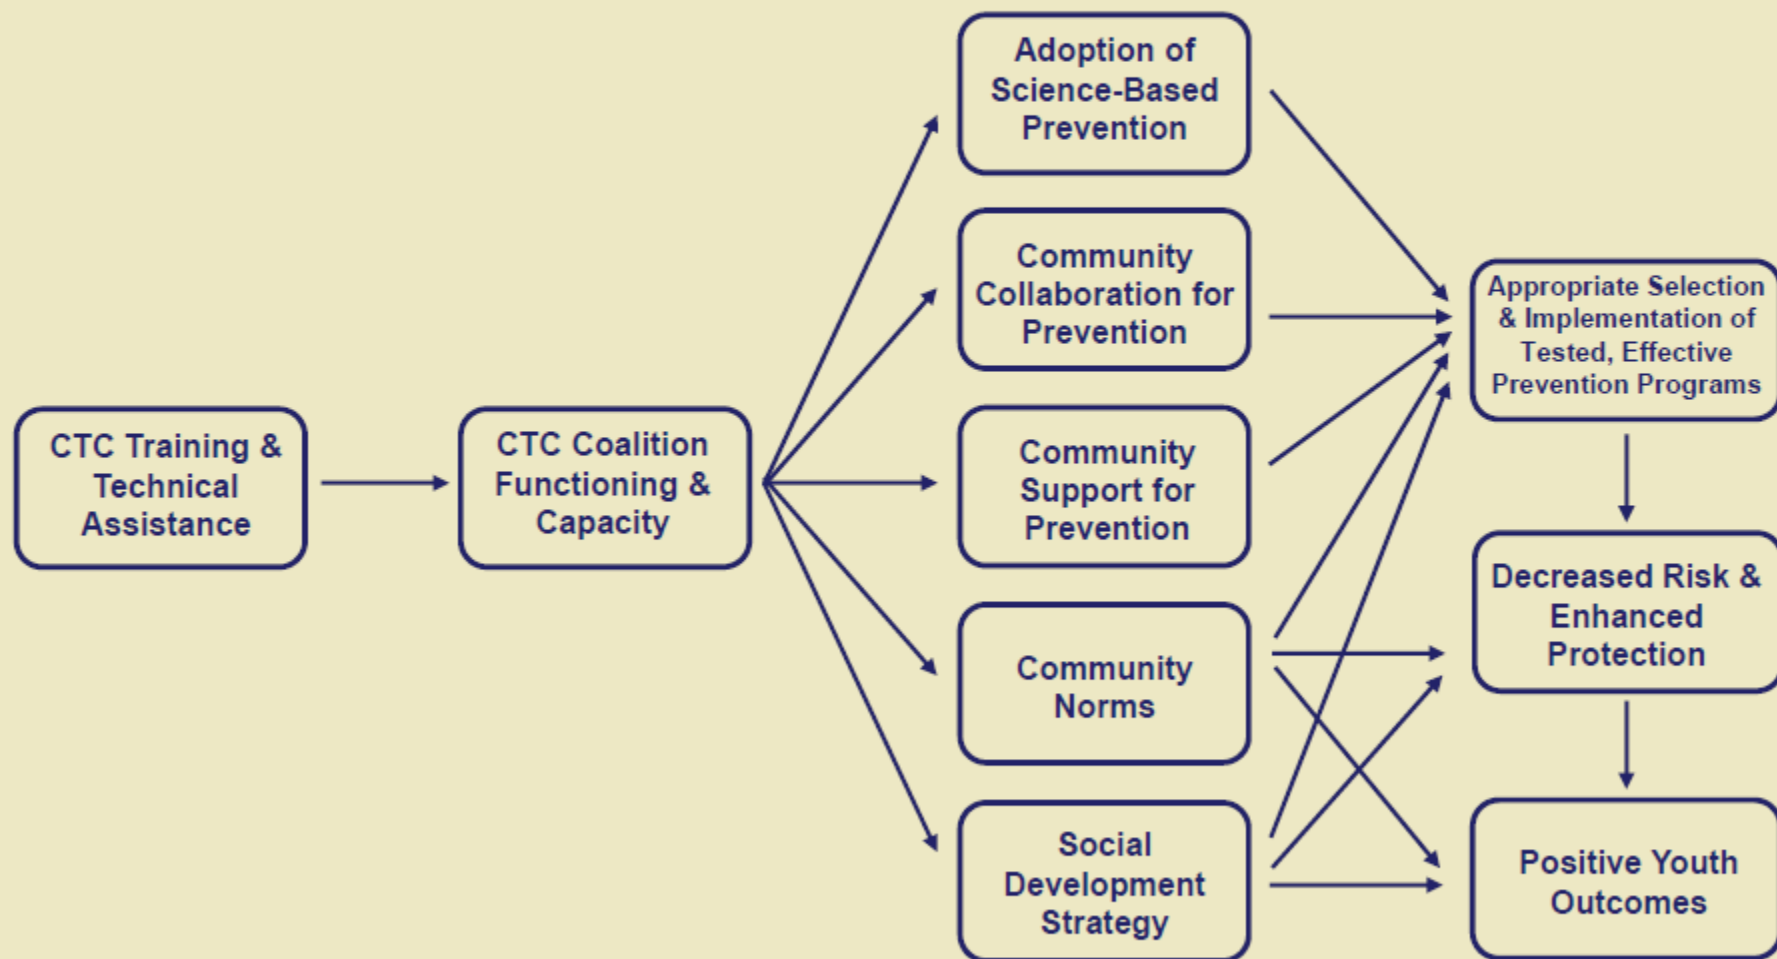 CTC Training &
Technical
Assistance
CTC Coalition
Functioning &
Capacity
Adoption of
Science-Based
Prevention
Community
Collaboration for
Prevention
Community
Support for
Prevention
Community
Norms
Social
Development
Strategy
Appropriate Selection
& Implementation of
Tested, Effective
Prevention Programs
Decreased Risk &
Enhanced
Protection
Positive Youth
Outcomes